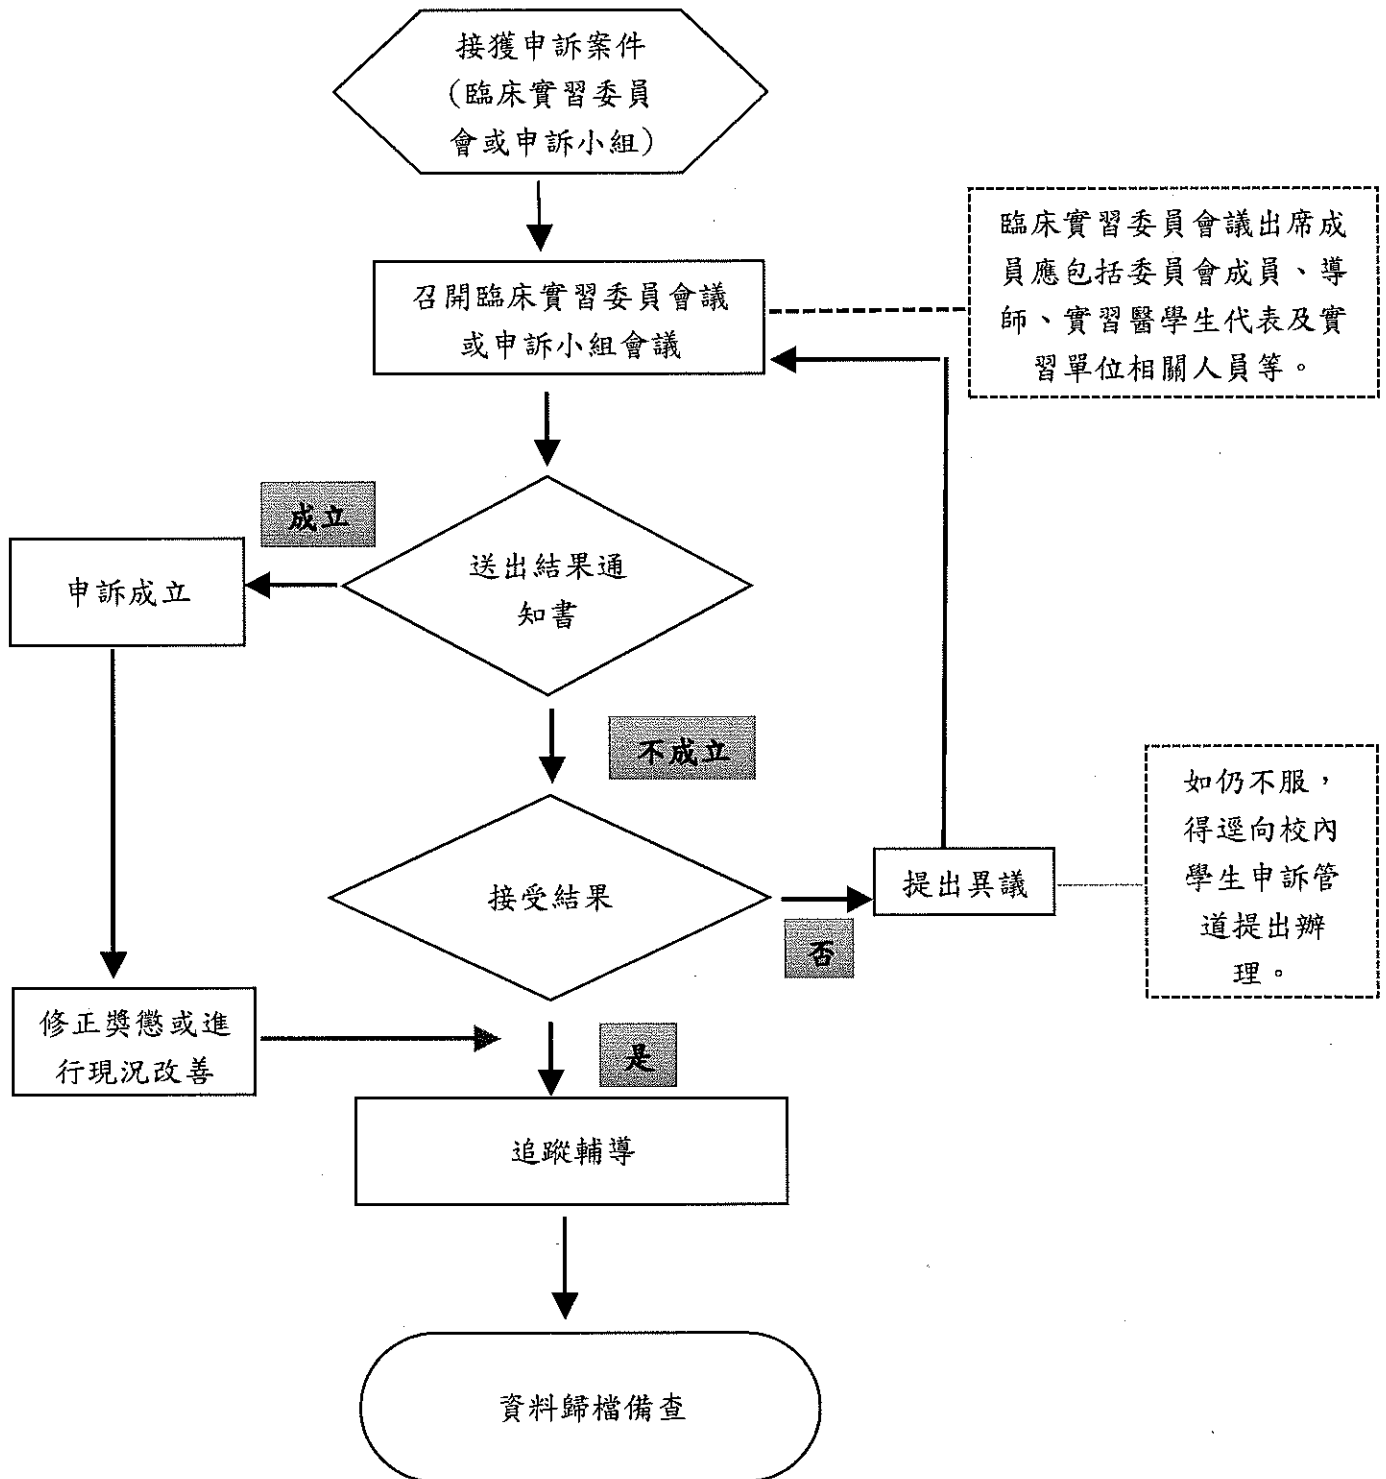 接獲申訴案件
(臨床實習委員
會或申訴小組)
召開臨床實習委員會議
或申訴小組會議
臨床實習委員會議出席成
員應包括委員會成員、導
師、實習醫學生代表及實
習單位相關人員等。
成立
送出結果通
知書
申訴成立
不成立
接受結果
否
提出異議
如仍不服，
得逕向校內
學生申訴管
道提出辦
理。
修正獎懲或進
行現況改善
是
追蹤輔導
資料歸檔備查